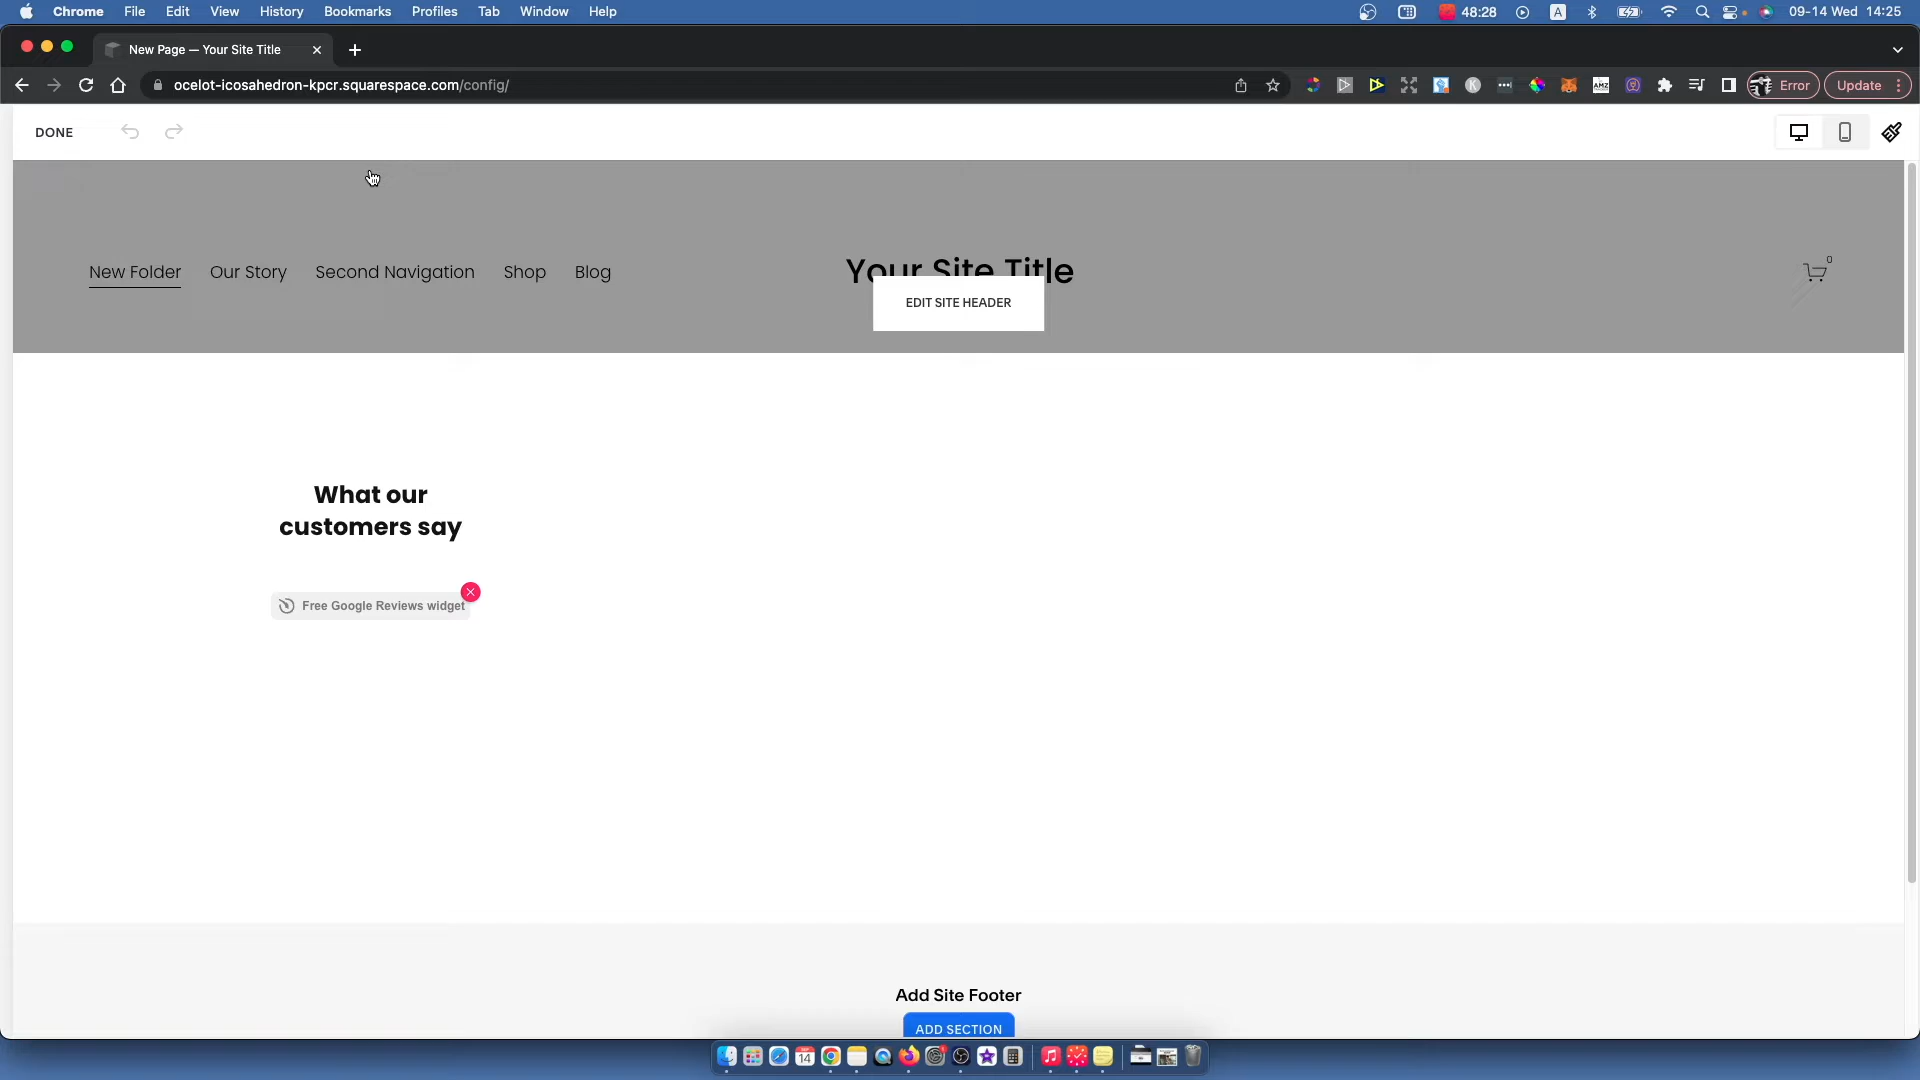 Chrome File Edit View History Bookmarks Profiles Tab Window Help
48:28
A
09-14 Wed 14:25
New Page — Your Site Title
ocelot-icosahedron-kpcr.squarespace.com/config/
K
AMZ
Error
Update
DONE
New Folder Our Story Second Navigation Shop Blog
Your Site Title
0
EDIT SITE HEADER
What our
customers say
Free Google Reviews widget
Add Site Footer
ADD SECTION
14